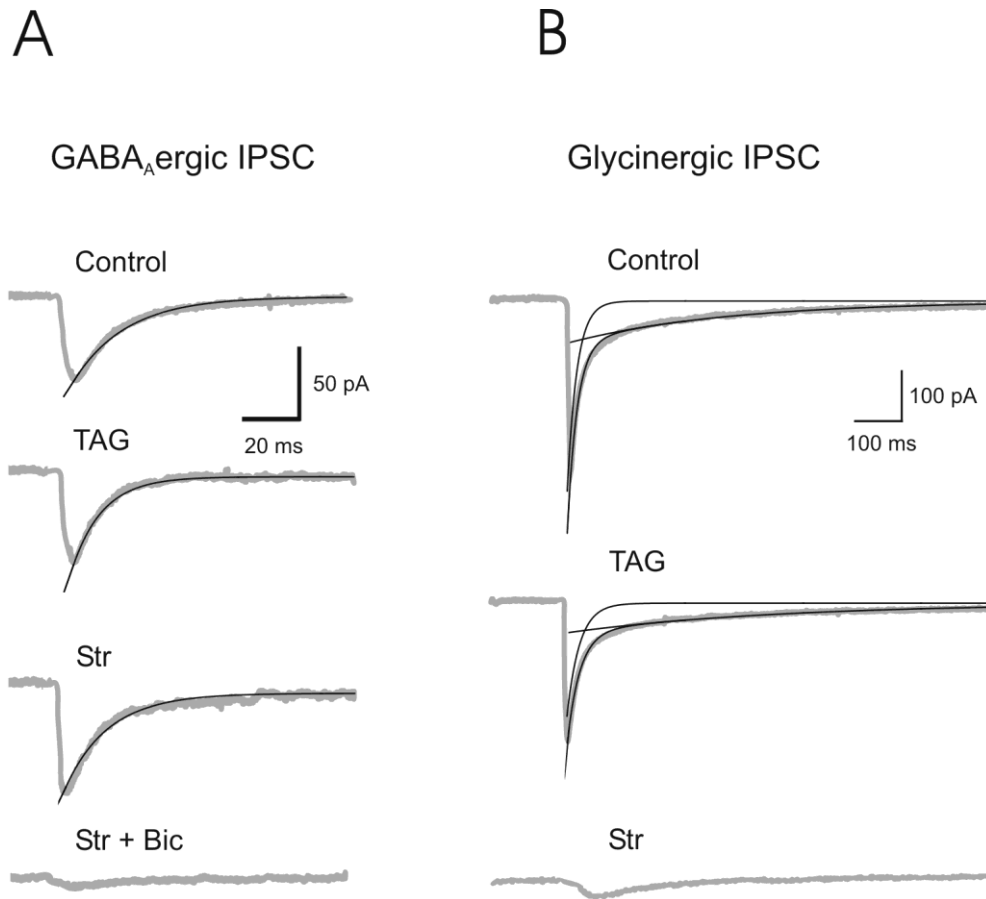 A
GABAAergic IPSC
Control
50 pA
20 ms
TAG
Str
Str + Bic
B
Glycinergic IPSC
Control
100 pA
100 ms
TAG
Str